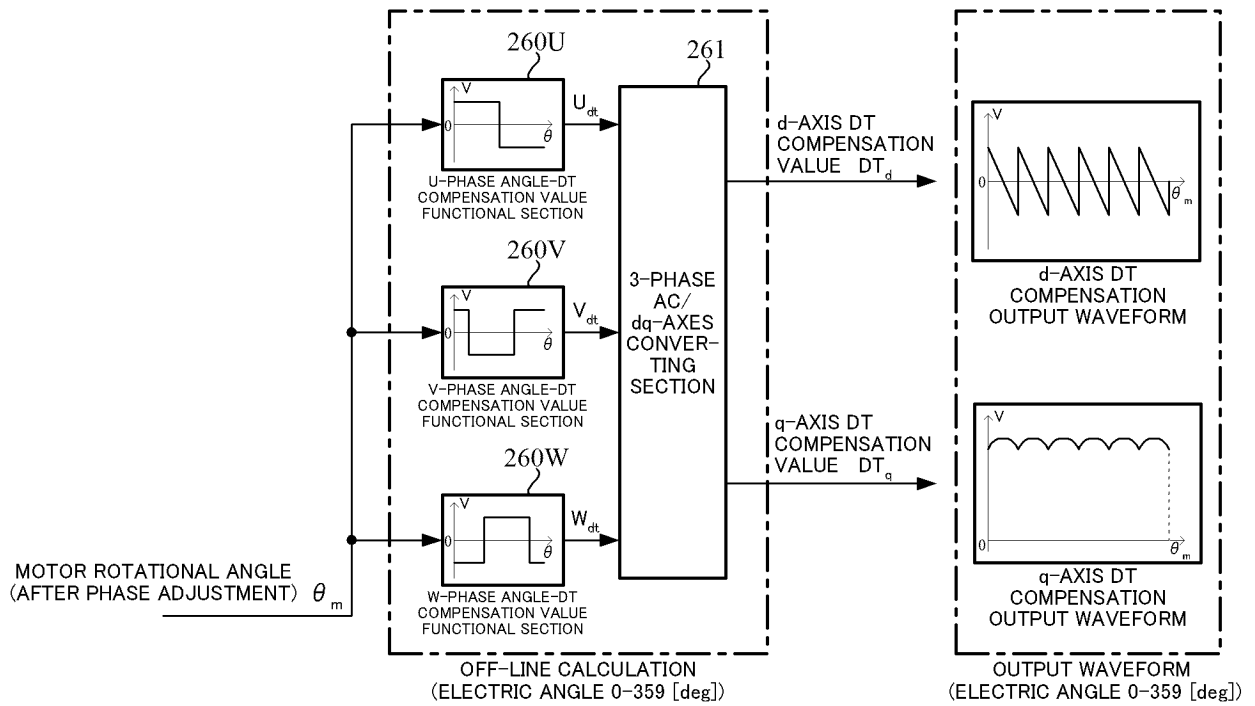 260U
V
0
θ
U-PHASE ANGLE-DT
COMPENSATION VALUE
FUNCTIONAL SECTION
U_dt
260V
V
0
θ
V-PHASE ANGLE-DT
COMPENSATION VALUE
FUNCTIONAL SECTION
V_dt
260W
V
0
θ
W-PHASE ANGLE-DT
COMPENSATION VALUE
FUNCTIONAL SECTION
W_dt
MOTOR ROTATIONAL ANGLE
(AFTER PHASE ADJUSTMENT) θ_m
261
3-PHASE
AC/
dq-AXES
CONVER-
TING
SECTION
OFF-LINE CALCULATION
(ELECTRIC ANGLE 0-359 [deg])
d-AXIS DT
COMPENSATION
VALUE DT_d
q-AXIS DT
COMPENSATION
VALUE DT_q
V
0
θ_m
d-AXIS DT
COMPENSATION
OUTPUT WAVEFORM
V
0
θ_m
q-AXIS DT
COMPENSATION
OUTPUT WAVEFORM
OUTPUT WAVEFORM
(ELECTRIC ANGLE 0-359 [deg])